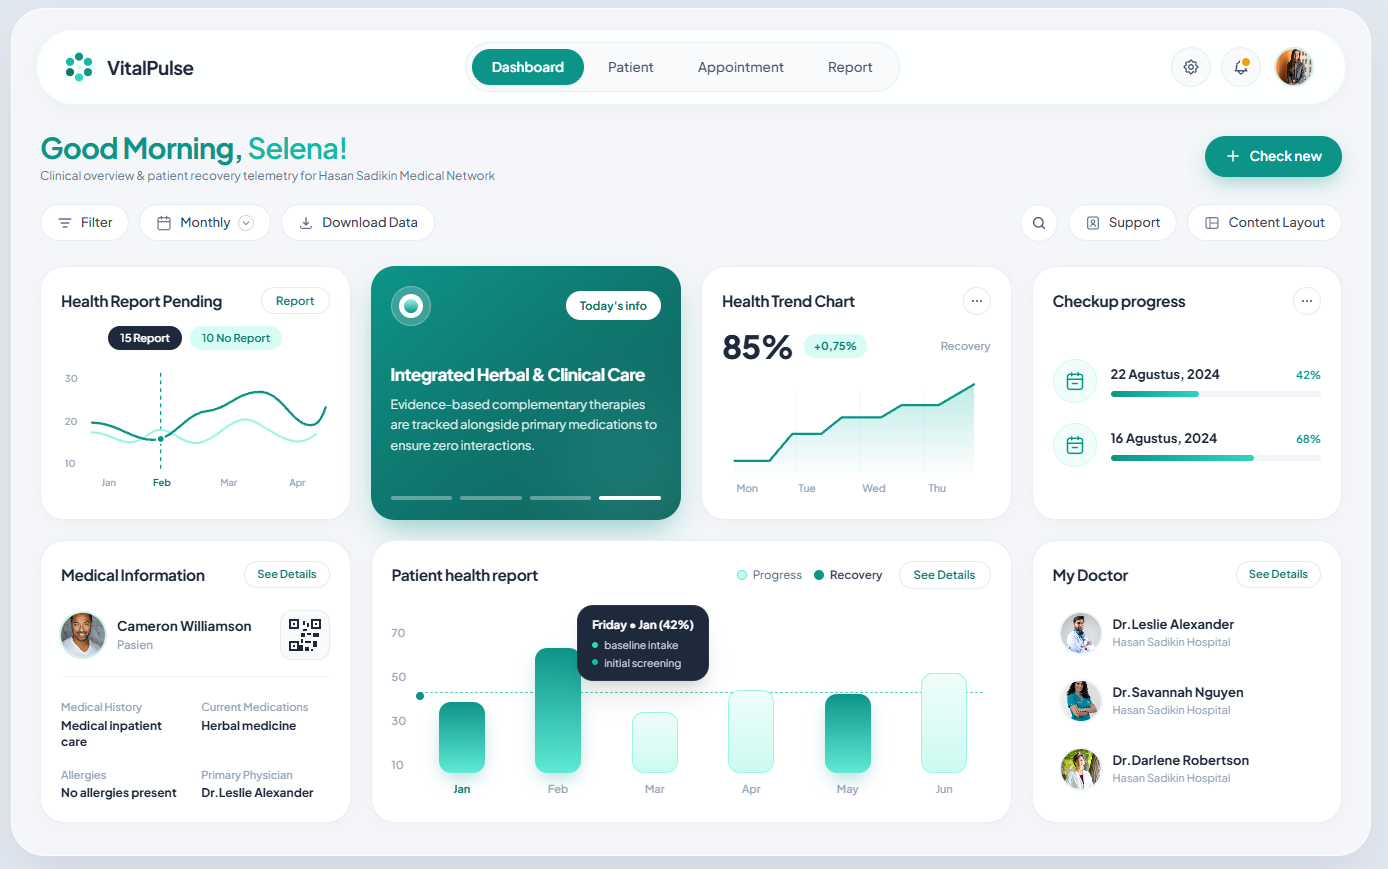 VitalPulse
Dashboard
Patient
Appointment
Report
Good Morning, Selena!
Clinical overview & patient recovery telemetry for Hasan Sadikin Medical Network
Check new
Filter
Monthly
Download Data
Support
Content Layout
Health Report Pending
Report
15 Report
10 No Report
30
20
10
Jan
Feb
Mar
Apr
Today's info
Integrated Herbal & Clinical Care
Evidence-based complementary therapies
are tracked alongside primary medications to
ensure zero interactions.
Health Trend Chart
85%
+0,75%
Recovery
Mon
Tue
Wed
Thu
Checkup progress
22 Agustus, 2024
42%
16 Agustus, 2024
68%
Medical Information
See Details
Cameron Williamson
Pasien
Medical History
Medical inpatient
care
Current Medications
Herbal medicine
Allergies
No allergies present
Primary Physician
Dr.Leslie Alexander
Patient health report
Progress
Recovery
See Details
Friday • Jan (42%)
baseline intake
initial screening
70
50
30
10
Jan
Feb
Mar
Apr
May
Jun
My Doctor
See Details
Dr.Leslie Alexander
Hasan Sadikin Hospital
Dr.Savannah Nguyen
Hasan Sadikin Hospital
Dr.Darlene Robertson
Hasan Sadikin Hospital